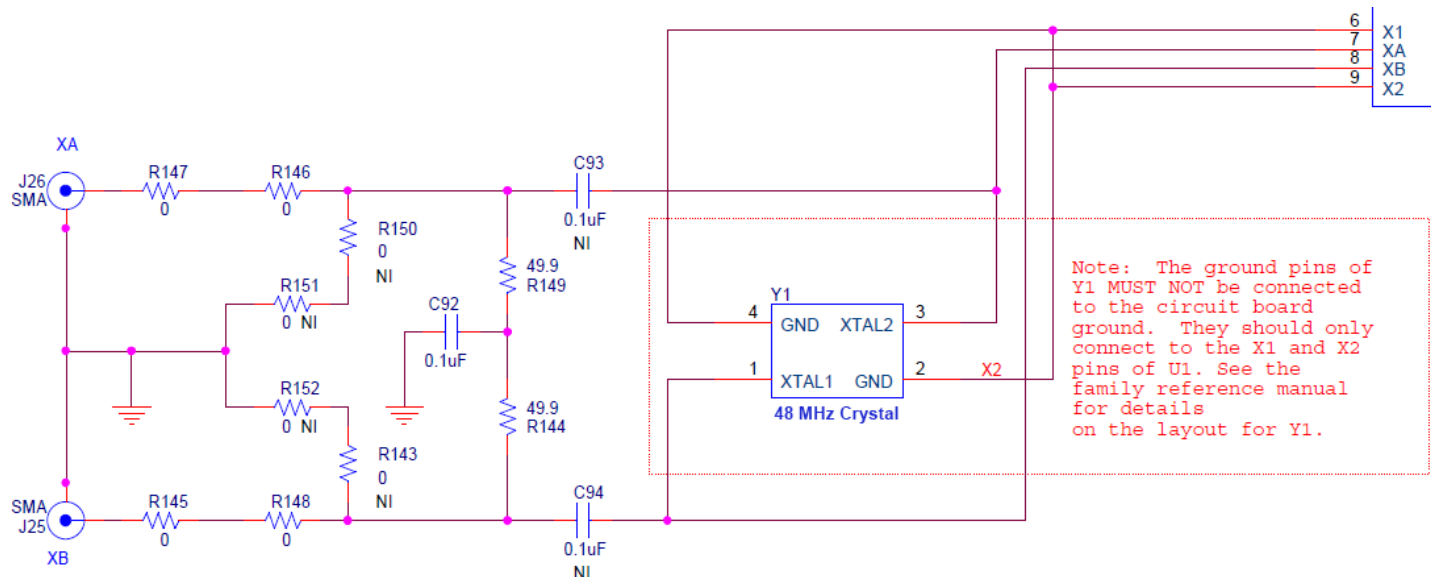 6
X1
7
XA
8
XB
9
X2
XA
J26
SMA
R147
0
R146
0
C93
0.1uF
NI
R150
0
NI
49.9
R149
R151
0 NI
C92
0.1uF
Y1
4
GND
XTAL2
3
1
XTAL1
GND
2
X2
48 MHz Crystal
Note: The ground pins of
Y1 MUST NOT be connected
to the circuit board
ground. They should only
connect to the X1 and X2
pins of U1. See the
family reference manual
for details
on the layout for Y1.
R152
0 NI
49.9
R144
R143
0
NI
SMA
J25
XB
R145
0
R148
0
C94
0.1uF
NI